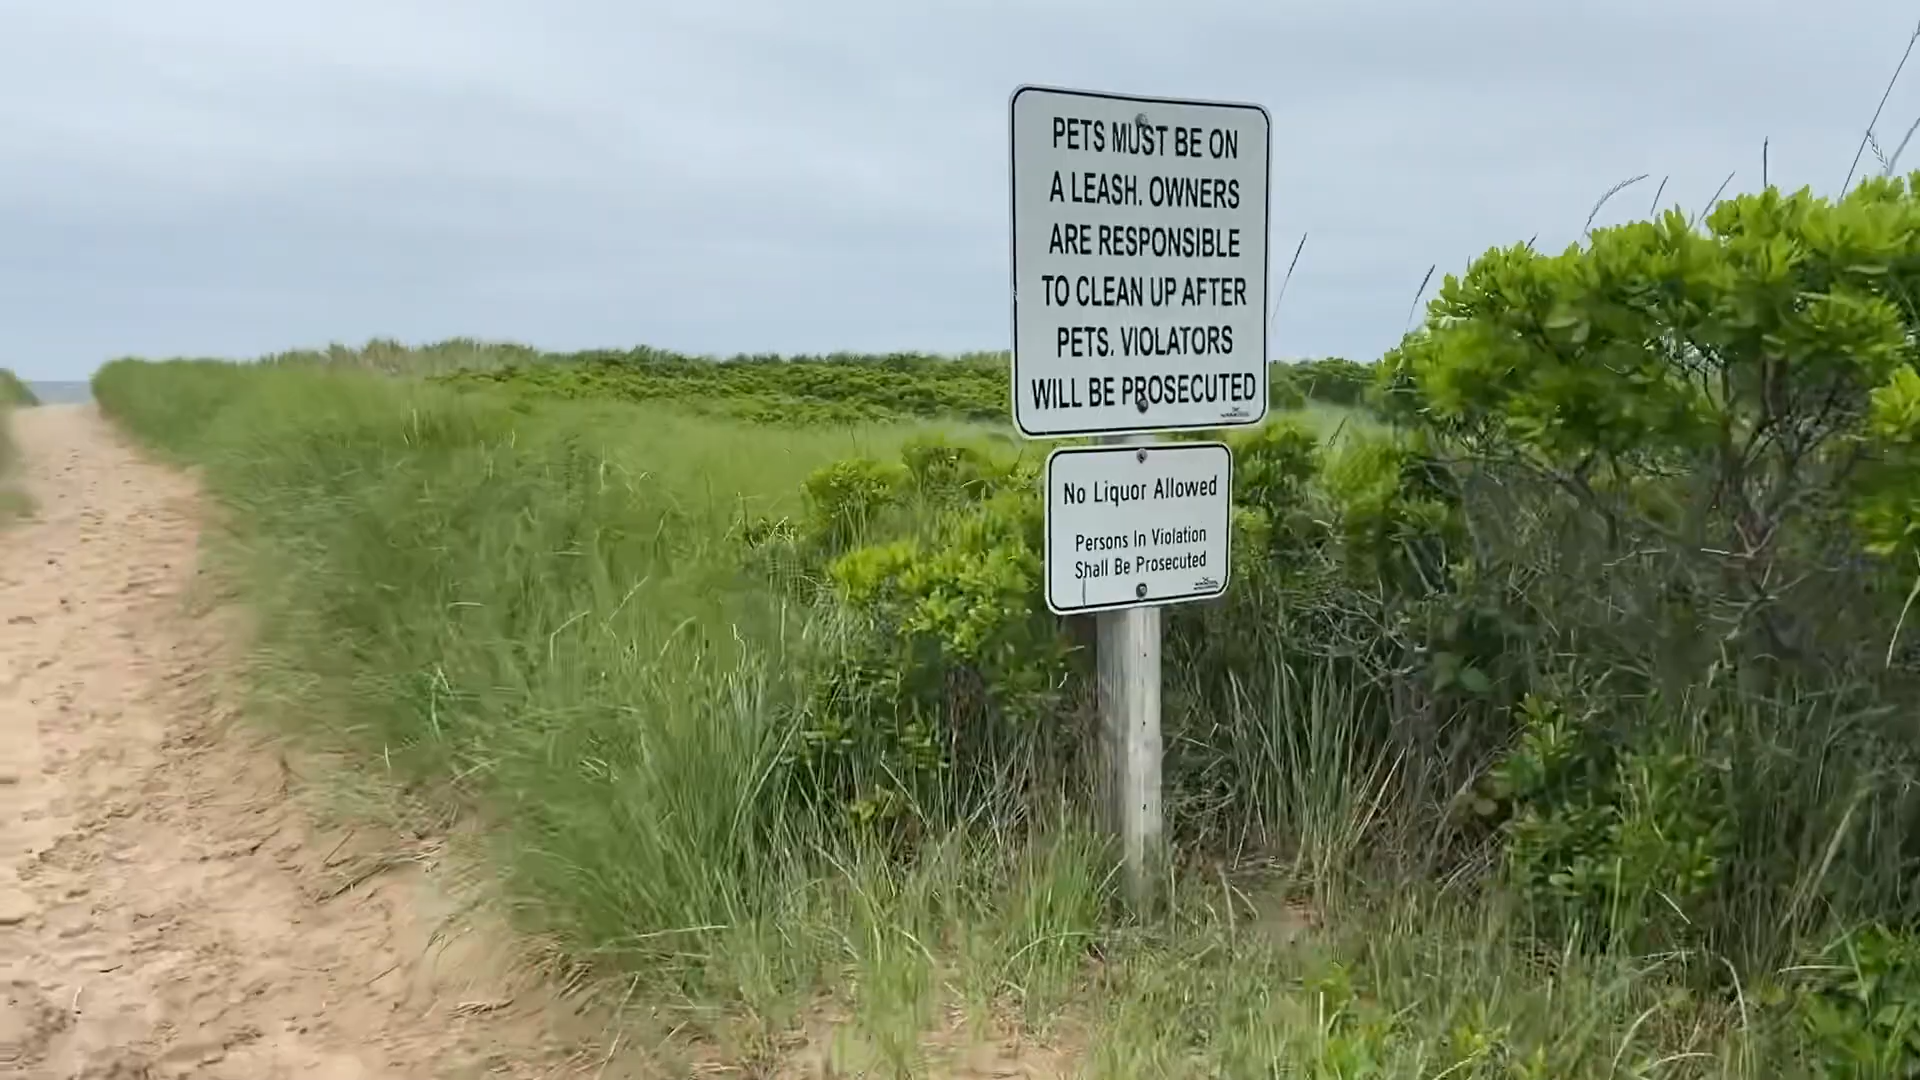 PETS MUST BE ON
A LEASH. OWNERS
ARE RESPONSIBLE
TO CLEAN UP AFTER
PETS. VIOLATORS
WILL BE PROSECUTED
No Liquor Allowed
Persons In Violation
Shall Be Prosecuted